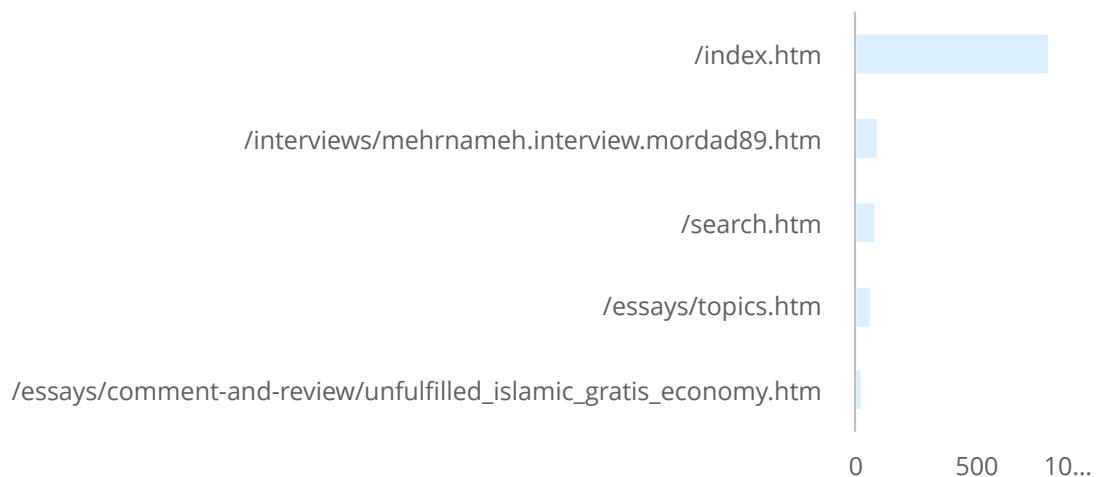 /index.htm
/interviews/mehrnameh.interview.mordad89.htm
/search.htm
/essays/topics.htm
/essays/comment-and-review/unfulfilled_islamic_gratis_economy.htm
0 500 10...